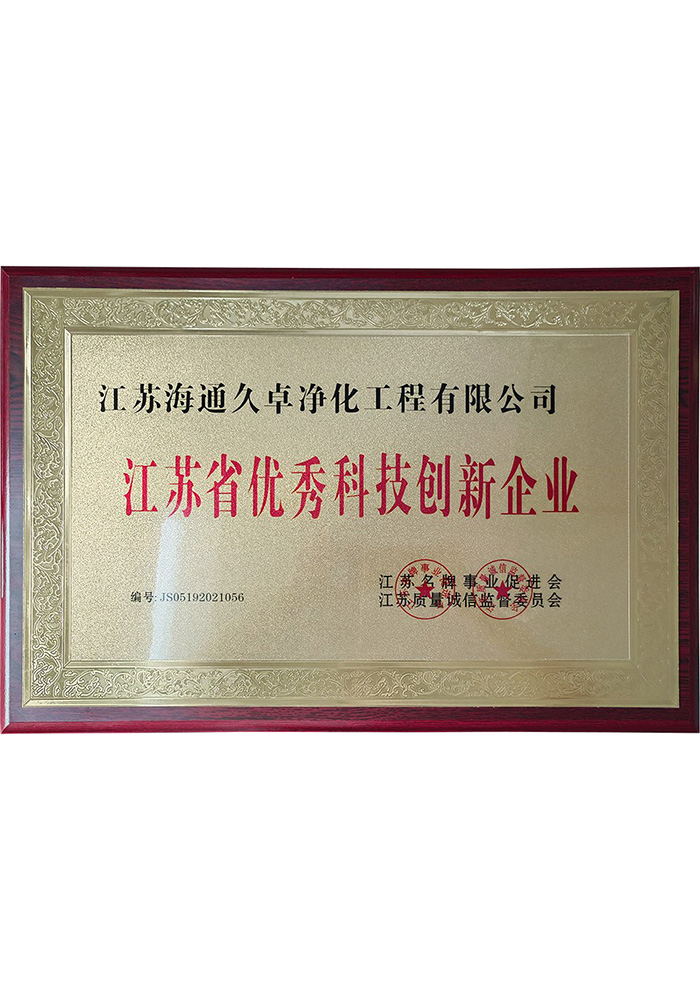 江苏海通久卓净化工程有限公司
江苏省优秀科技创新企业
编号: JS05192021056
江苏名牌事业促进会
江苏质量诚信监督委员会